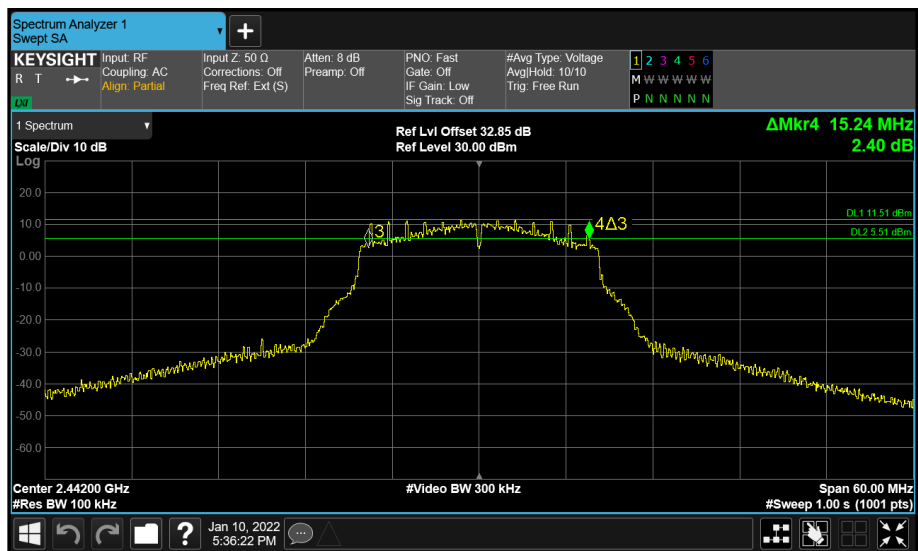 Spectrum Analyzer 1
Swept SA
KEYSIGHT
R T
LXI
Input: RF
Coupling: AC
Align: Partial
Input Z: 50 Ω
Corrections: Off
Freq Ref: Ext (S)
Atten: 8 dB
Preamp: Off
PNO: Fast
Gate: Off
IF Gain: Low
Sig Track: Off
#Avg Type: Voltage
Avg|Hold: 10/10
Trig: Free Run
1 2 3 4 5 6
M W W W W W
P N N N N N
1 Spectrum
Scale/Div 10 dB
Log
Ref Lvl Offset 32.85 dB
Ref Level 30.00 dBm
ΔMkr4 15.24 MHz
2.40 dB
20.0
10.0
0.00
-10.0
-20.0
-30.0
-40.0
-50.0
-60.0
3
4Δ3
DL1 11.51 dBm
DL2 5.51 dBm
Center 2.44200 GHz
#Res BW 100 kHz
#Video BW 300 kHz
Span 60.00 MHz
#Sweep 1.00 s (1001 pts)
?
Jan 10, 2022
5:36:22 PM